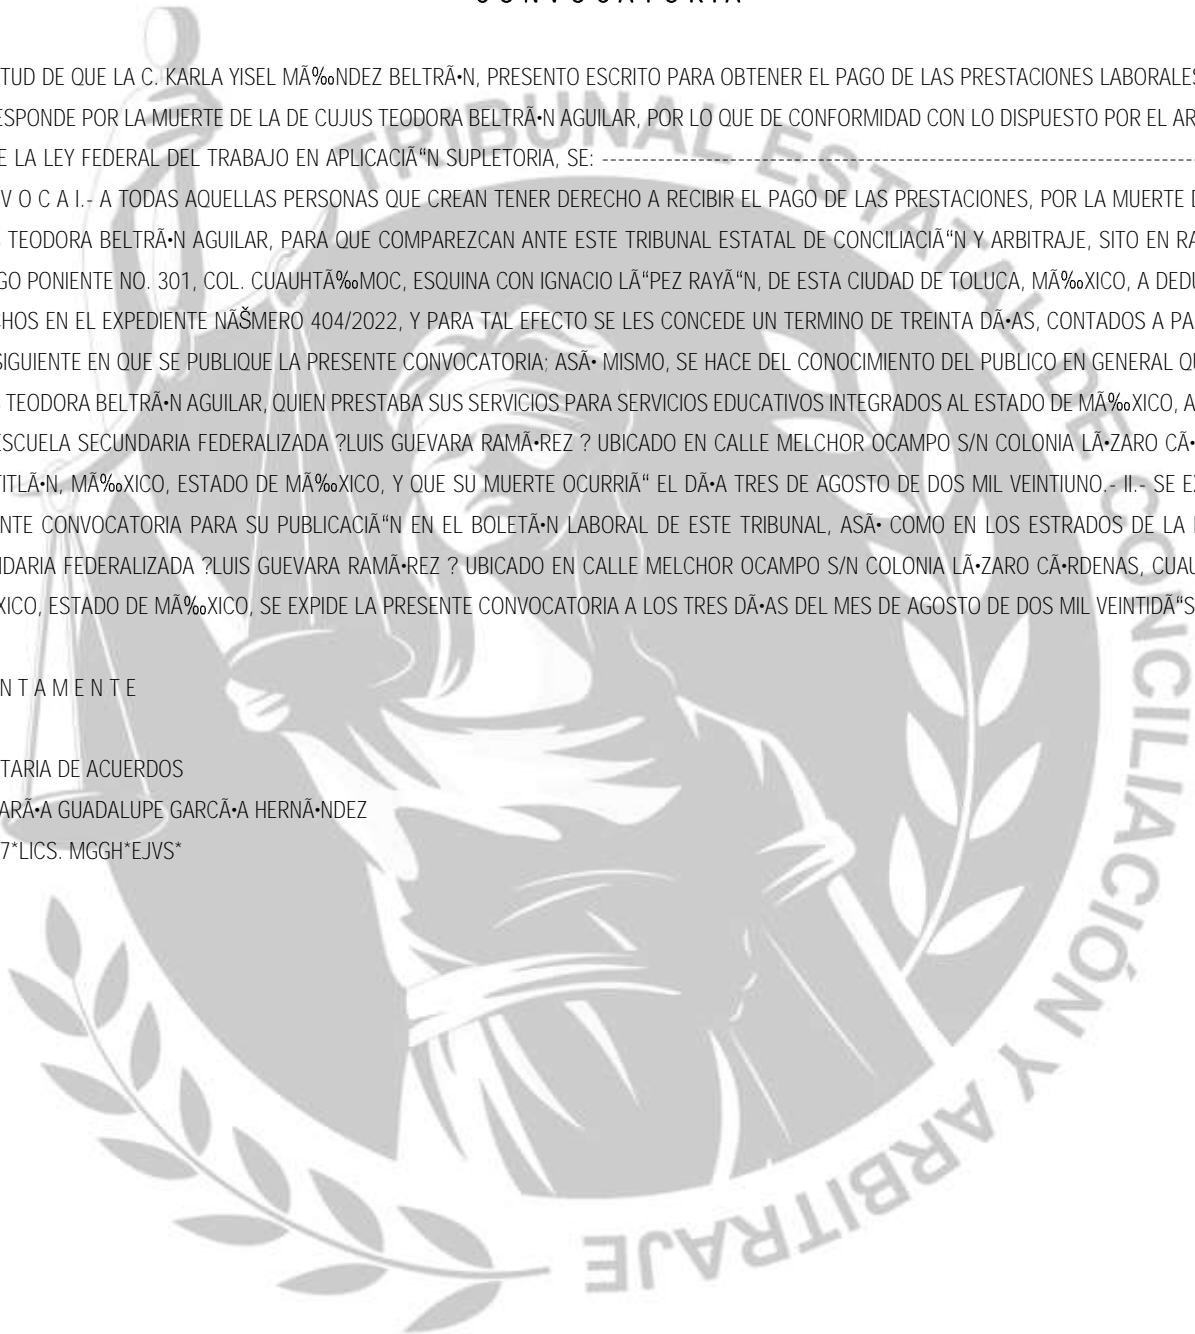 C O N V O C A T O R I A
TUD DE QUE LA C. KARLA YISEL MÃ‰NDEZ BELTRÃ•N, PRESENTO ESCRITO PARA OBTENER EL PAGO DE LAS PRESTACIONES LABORALES
ESPONDE POR LA MUERTE DE LA DE CUJUS TEODORA BELTRÃ•N AGUILAR, POR LO QUE DE CONFORMIDAD CON LO DISPUESTO POR EL AR
E LA LEY FEDERAL DEL TRABAJO EN APLICACIÃ“N SUPLETORIA, SE: --------------------------------------------------------------------------
V O C A I.- A TODAS AQUELLAS PERSONAS QUE CREAN TENER DERECHO A RECIBIR EL PAGO DE LAS PRESTACIONES, POR LA MUERTE D
TEODORA BELTRÃ•N AGUILAR, PARA QUE COMPAREZCAN ANTE ESTE TRIBUNAL ESTATAL DE CONCILIACIÃ“N Y ARBITRAJE, SITO EN RA
GO PONIENTE NO. 301, COL. CUAUHTÃ‰MOC, ESQUINA CON IGNACIO LÃ“PEZ RAYÃ“N, DE ESTA CIUDAD DE TOLUCA, MÃ‰XICO, A DEDU
CHOS EN EL EXPEDIENTE NÃŠMERO 404/2022, Y PARA TAL EFECTO SE LES CONCEDE UN TERMINO DE TREINTA DÃ•AS, CONTADOS A PA
SIGUIENTE EN QUE SE PUBLIQUE LA PRESENTE CONVOCATORIA; ASÃ• MISMO, SE HACE DEL CONOCIMIENTO DEL PUBLICO EN GENERAL QU
TEODORA BELTRÃ•N AGUILAR, QUIEN PRESTABA SUS SERVICIOS PARA SERVICIOS EDUCATIVOS INTEGRADOS AL ESTADO DE MÃ‰XICO, A
ESCUELA SECUNDARIA FEDERALIZADA ?LUIS GUEVARA RAMÃ•REZ ? UBICADO EN CALLE MELCHOR OCAMPO S/N COLONIA LÃ•ZARO CÃ•
TITLÃ•N, MÃ‰XICO, ESTADO DE MÃ‰XICO, Y QUE SU MUERTE OCURRIÃ“ EL DÃ•A TRES DE AGOSTO DE DOS MIL VEINTIUNO.- II.- SE EX
NTE CONVOCATORIA PARA SU PUBLICACIÃ“N EN EL BOLETÃ•N LABORAL DE ESTE TRIBUNAL, ASÃ• COMO EN LOS ESTRADOS DE LA
NDARIA FEDERALIZADA ?LUIS GUEVARA RAMÃ•REZ ? UBICADO EN CALLE MELCHOR OCAMPO S/N COLONIA LÃ•ZARO CÃ•RDENAS, CUAU
XICO, ESTADO DE MÃ‰XICO, SE EXPIDE LA PRESENTE CONVOCATORIA A LOS TRES DÃ•AS DEL MES DE AGOSTO DE DOS MIL VEINTIDÃ“S
N T A M E N T E
TARIA DE ACUERDOS
ARÃ•A GUADALUPE GARCÃ•A HERNÃ•NDEZ
7*LICS. MGGH*EJVS*
TRIBUNAL ESTATAL DE CONCILIACIÓN Y ARBITRAJE